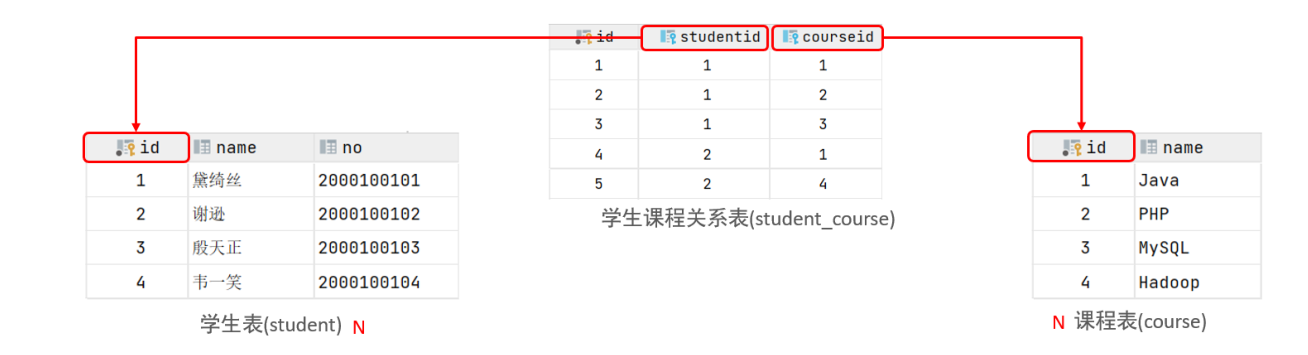 id studentid courseid
1 1 1
2 1 2
3 1 3
4 2 1
5 2 4
学生课程关系表(student_course)
id name no
1 黛绮丝 2000100101
2 谢逊 2000100102
3 殷天正 2000100103
4 韦一笑 2000100104
学生表(student) N
id name
1 Java
2 PHP
3 MySQL
4 Hadoop
N 课程表(course)